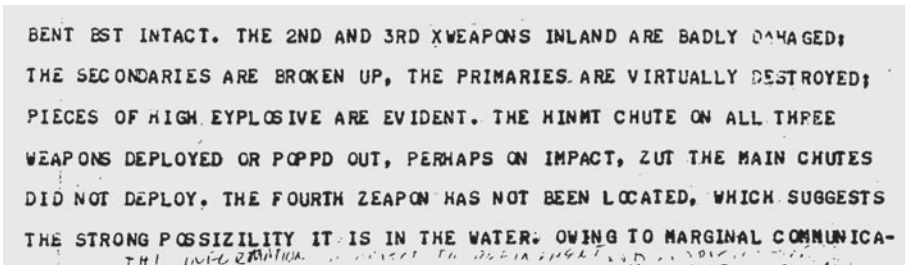 BENT BST INTACT. THE 2ND AND 3RD XWEAPONS INLAND ARE BADLY DAMAGED;
THE SECONDARIES ARE BROKEN UP, THE PRIMARIES ARE VIRTUALLY DESTROYED;
PIECES OF HIGH EYPLOSIVE ARE EVIDENT. THE HINMT CHUTE ON ALL THREE
WEAPONS DEPLOYED OR POPPD OUT, PERHAPS ON IMPACT, ZUT THE MAIN CHUTES
DID NOT DEPLOY. THE FOURTH ZEAPON HAS NOT BEEN LOCATED, WHICH SUGGESTS
THE STRONG POSSIZILITY IT IS IN THE WATER. OWING TO MARGINAL COMMUNICA-